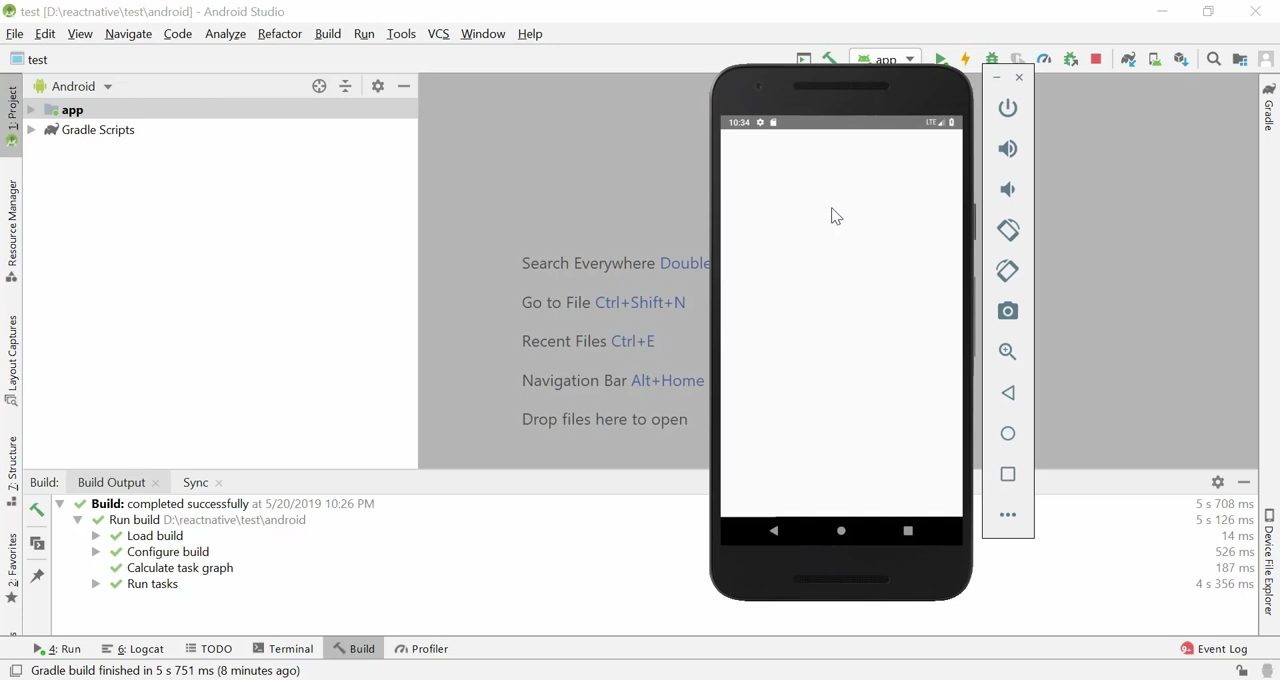 test [D:\reactnative\test\android] - Android Studio
File Edit View Navigate Code Analyze Refactor Build Run Tools VCS Window Help
test
app
Android
app
Gradle Scripts
1: Project
Resource Manager
Layout Captures
7: Structure
2: Favorites
Gradle
Device File Explorer
Search Everywhere Double
Go to File Ctrl+Shift+N
Recent Files Ctrl+E
Navigation Bar Alt+Home
Drop files here to open
10:34
LTE
Build: Build Output Sync
Build: completed successfully at 5/20/2019 10:26 PM 5 s 708 ms
Run build D:\reactnative\test\android 5 s 126 ms
Load build 14 ms
Configure build 526 ms
Calculate task graph 187 ms
Run tasks 4 s 356 ms
4: Run 6: Logcat TODO Terminal Build Profiler Event Log
Gradle build finished in 5 s 751 ms (8 minutes ago)